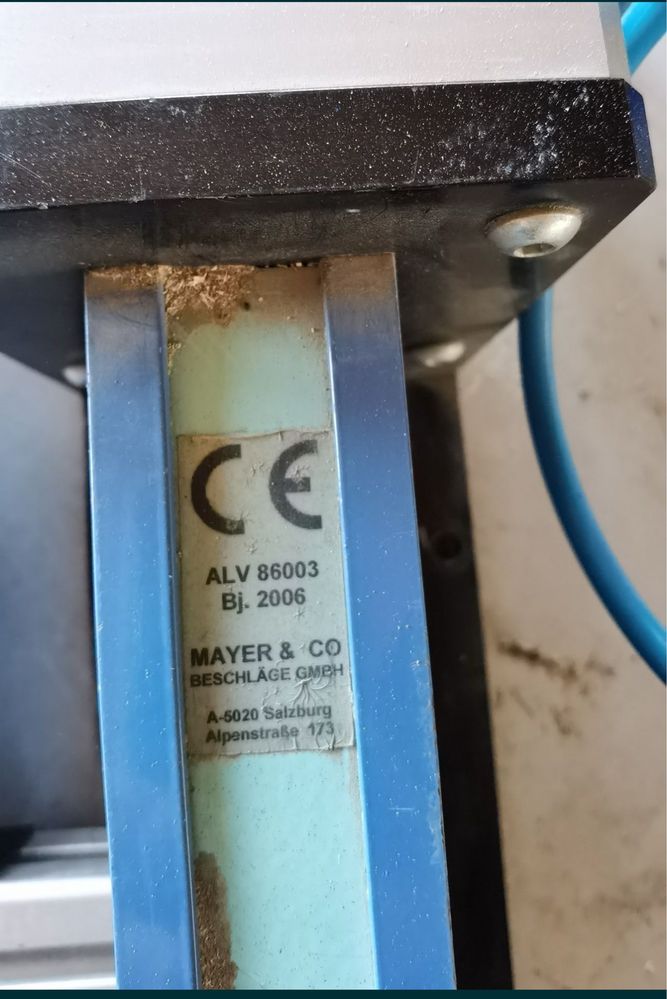 CE
ALV 86003
Bj. 2006
MAYER & CO
BESCHLÄGE GMBH
A-5020 Salzburg
Alpenstraße 173